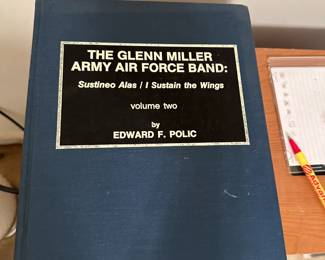 THE GLENN MILLER
ARMY AIR FORCE BAND:
Sustineo Alas / I Sustain the Wings
volume two
by
EDWARD F. POLIC